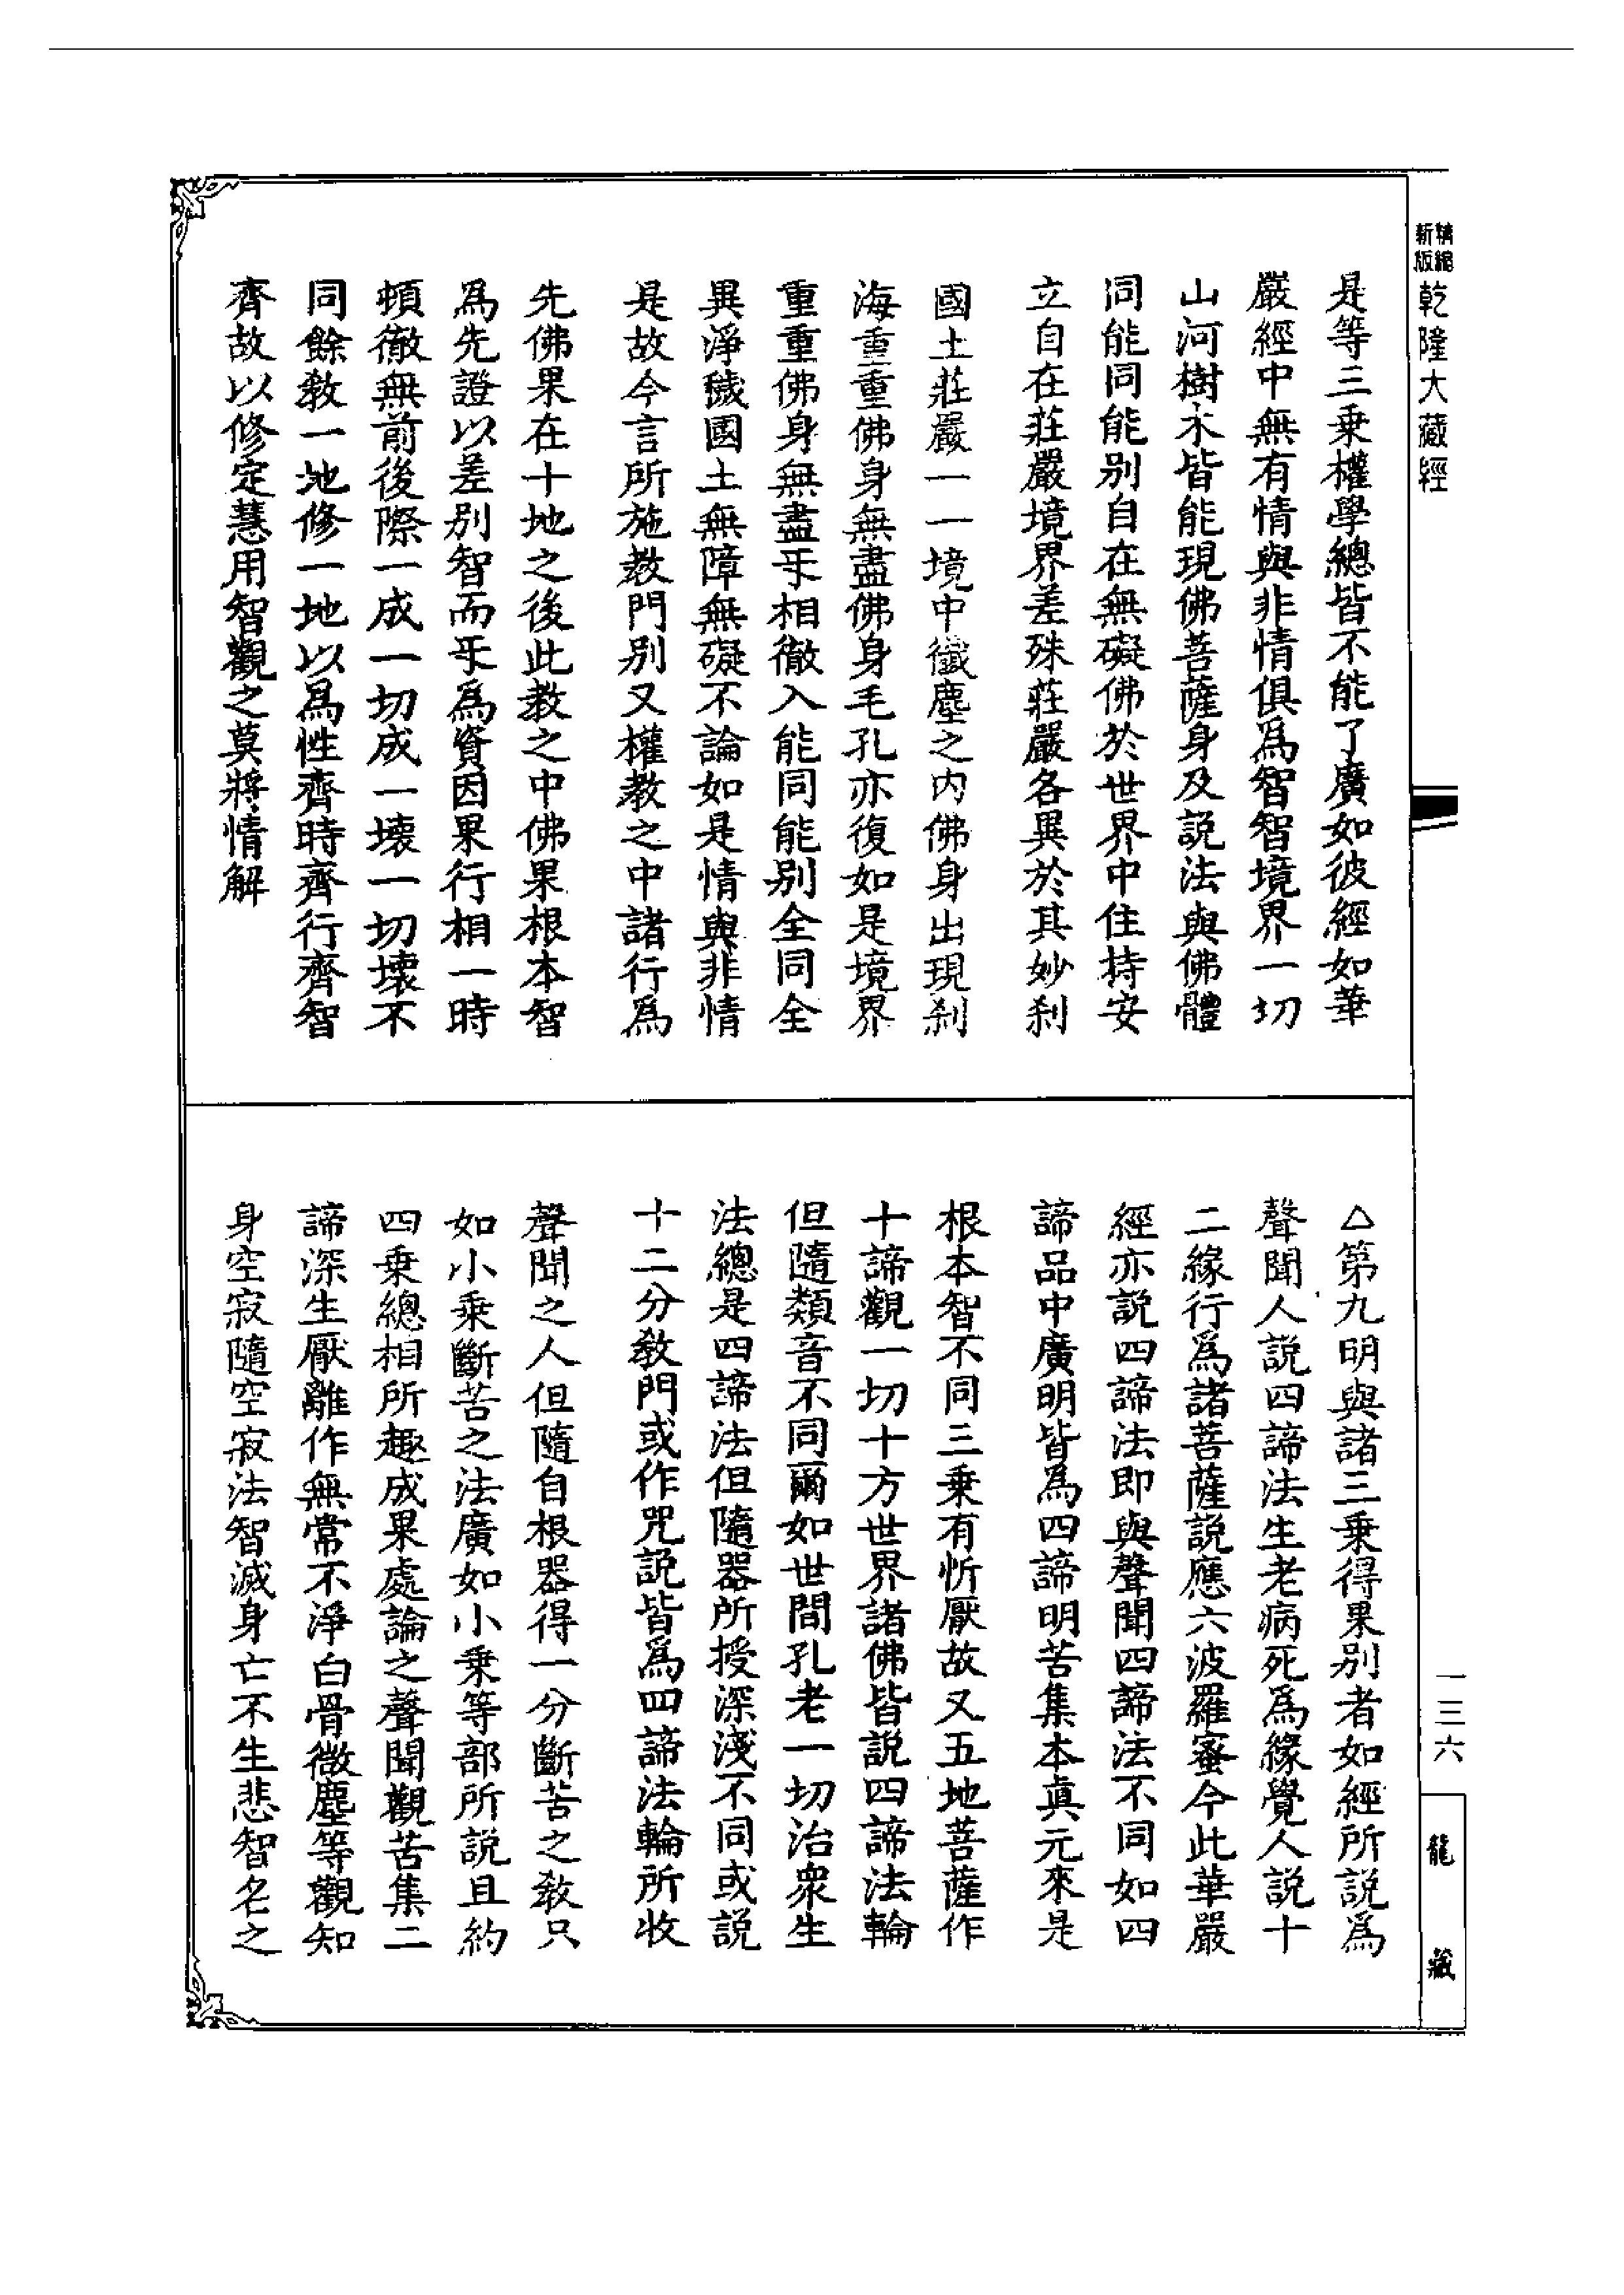 精縮新版乾隆大藏經
是等三乘權學總皆不能了廣如彼經如華
嚴經中無有情與非情俱爲智智境界一切
山河樹木皆能現佛菩薩身及説法與佛體
同能同能别自在無礙佛於世界中住持安
立自在莊嚴境界差殊莊嚴各異於其妙刹
國土莊嚴一一境中纖塵之内佛身出現刹
海重重佛身無盡佛身毛孔亦復如是境界
重重佛身無盡𠄔相徹入能同能别全同全
異淨穢國土無障無礙不論如是情與非情
是故今言所施教門别又權教之中諸行爲
先佛果在十地之後此教之中佛果根本智
爲先證以差别智而𠄔爲資因果行相一時
頓徹無前後際一成一切成一壞一切壞不
同餘教一地修一地以爲性齊時齊行齊智
齊故以修定慧用智觀之莫將情解
△第九明與諸三乘得果别者如經所説爲
聲聞人説四諦法生老病死爲緣覺人説十
二緣行爲諸菩薩説應六波羅蜜今此華嚴
經亦説四諦法即與聲聞四諦法不同如四
諦品中廣明皆爲四諦明苦集本真元來是
根本智不同三乘有忻厭故又五地菩薩作
十諦觀一切十方世界諸佛皆説四諦法輪
但隨類音不同爾如世間孔老一切治衆生
法總是四諦法但隨器所授深淺不同或説
十二分教門或作咒説皆爲四諦法輪所收
聲聞之人但隨自根器得一分斷苦之教只
如小乘斷苦之法廣如小乘等部所説且約
四乘總相所趣成果處論之聲聞觀苦集二
諦深生厭離作無常不淨白骨微塵等觀知
身空寂隨空寂法智滅身亡不生悲智名之
一三六
龍藏